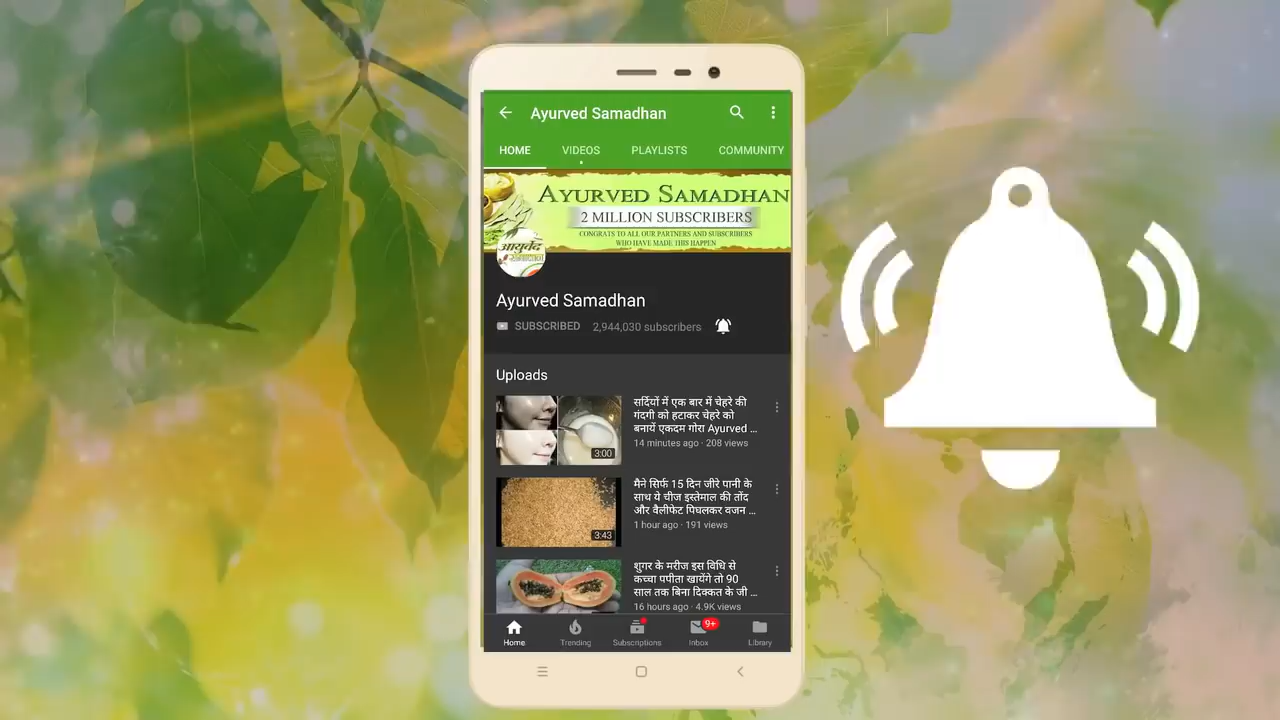 Ayurved Samadhan
HOME VIDEOS PLAYLISTS COMMUNITY
AYURVED SAMADHAN
2 MILLION SUBSCRIBERS
CONGRATS TO ALL OUR PARTNERS AND SUBSCRIBERS
WHO HAVE MADE THIS HAPPEN
आयुर्वेद
समाधान
Ayurved Samadhan
SUBSCRIBED 2,944,030 subscribers
Uploads
सर्दियों में एक बार में चेहरे की
गंदगी को हटाकर चेहरे को
बनायें एकदम गोरा Ayurved ...
14 minutes ago · 208 views
3:00
मैने सिर्फ 15 दिन जीरे पानी के
साथ ये चीज इस्तेमाल की तोंद
और वैलीफेट पिघलकर वजन ...
1 hour ago · 191 views
3:43
शुगर के मरीज इस विधि से
कच्चा पपीता खायेंगे तो 90
साल तक बिना दिक्कत के जी ...
16 hours ago · 4.9K views
9+
Home Trending Subscriptions Inbox Library